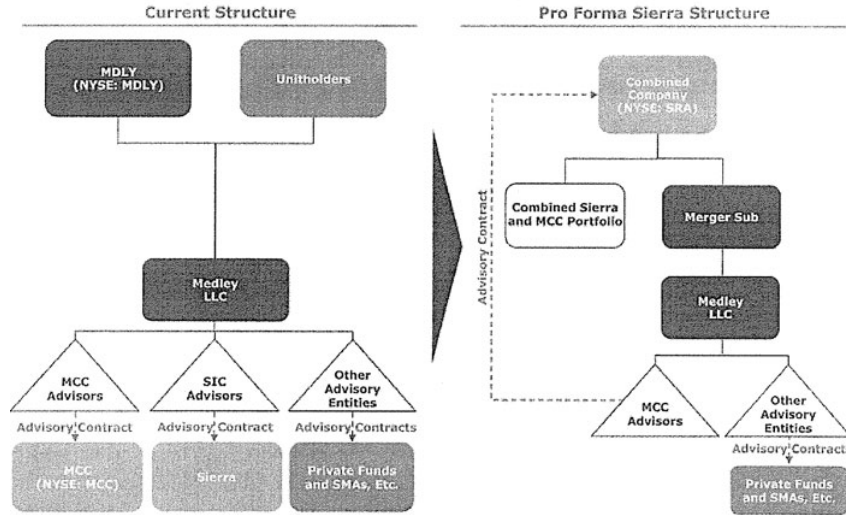 Current Structure
MDLY
(NYSE: MDLY)
Unitholders
Medley
LLC
MCC
Advisors
SIC
Advisors
Other
Advisory
Entities
Advisory Contract
Advisory Contract
Advisory Contracts
MCC
(NYSE: MCC)
Sierra
Private Funds
and SMAs, Etc.
Pro Forma Sierra Structure
Combined
Company
(NYSE: SRA)
Advisory Contract
Combined Sierra
and MCC Portfolio
Merger Sub
Medley
LLC
MCC
Advisors
Other
Advisory
Entities
Advisory Contracts
Private Funds
and SMAs, Etc.